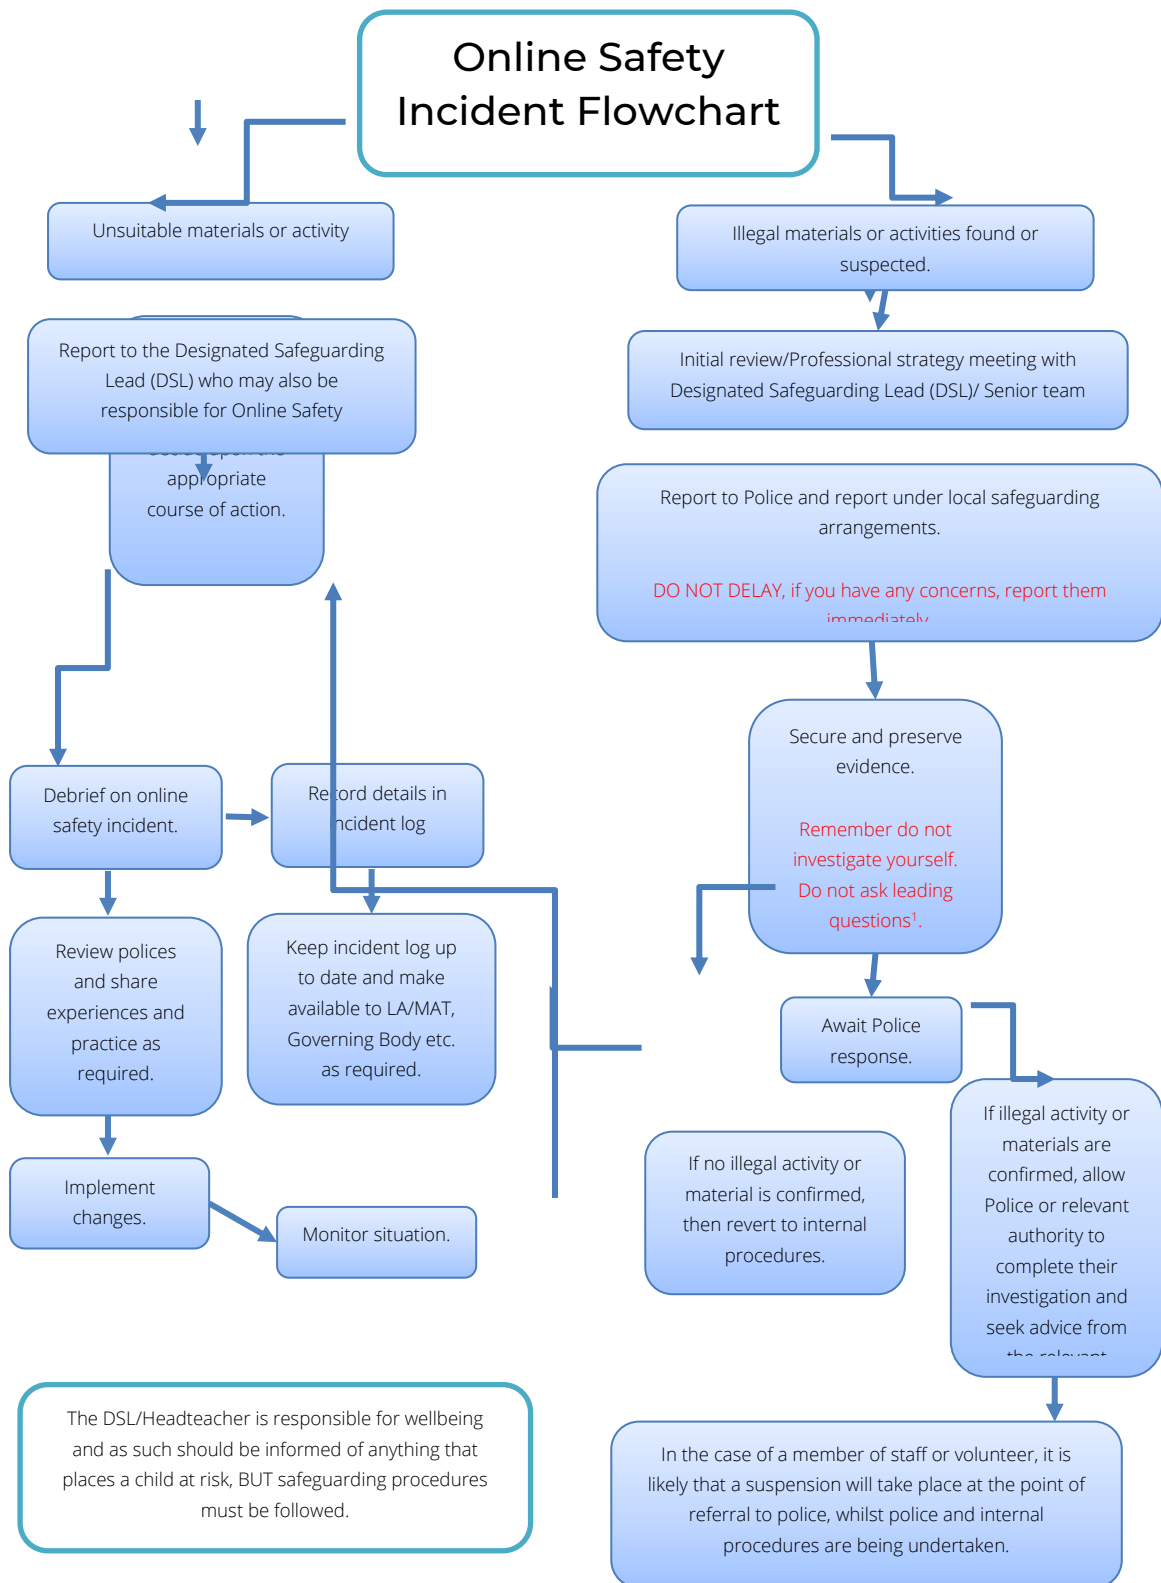 Online Safety
Incident Flowchart
Unsuitable materials or activity
Report to the Designated Safeguarding
Lead (DSL) who may also be
responsible for Online Safety
decide upon the
appropriate
course of action.
Debrief on online
safety incident.
Record details in
incident log
Review polices
and share
experiences and
practice as
required.
Keep incident log up
to date and make
available to LA/MAT,
Governing Body etc.
as required.
Implement
changes.
Monitor situation.
The DSL/Headteacher is responsible for wellbeing
and as such should be informed of anything that
places a child at risk, BUT safeguarding procedures
must be followed.
Illegal materials or activities found or
suspected.
Initial review/Professional strategy meeting with
Designated Safeguarding Lead (DSL)/ Senior team
Report to Police and report under local safeguarding
arrangements.
DO NOT DELAY, if you have any concerns, report them
immediately
Secure and preserve
evidence.
Remember do not
investigate yourself.
Do not ask leading
questions¹.
Await Police
response.
If no illegal activity or
material is confirmed,
then revert to internal
procedures.
If illegal activity or
materials are
confirmed, allow
Police or relevant
authority to
complete their
investigation and
seek advice from
the relevant
In the case of a member of staff or volunteer, it is
likely that a suspension will take place at the point of
referral to police, whilst police and internal
procedures are being undertaken.